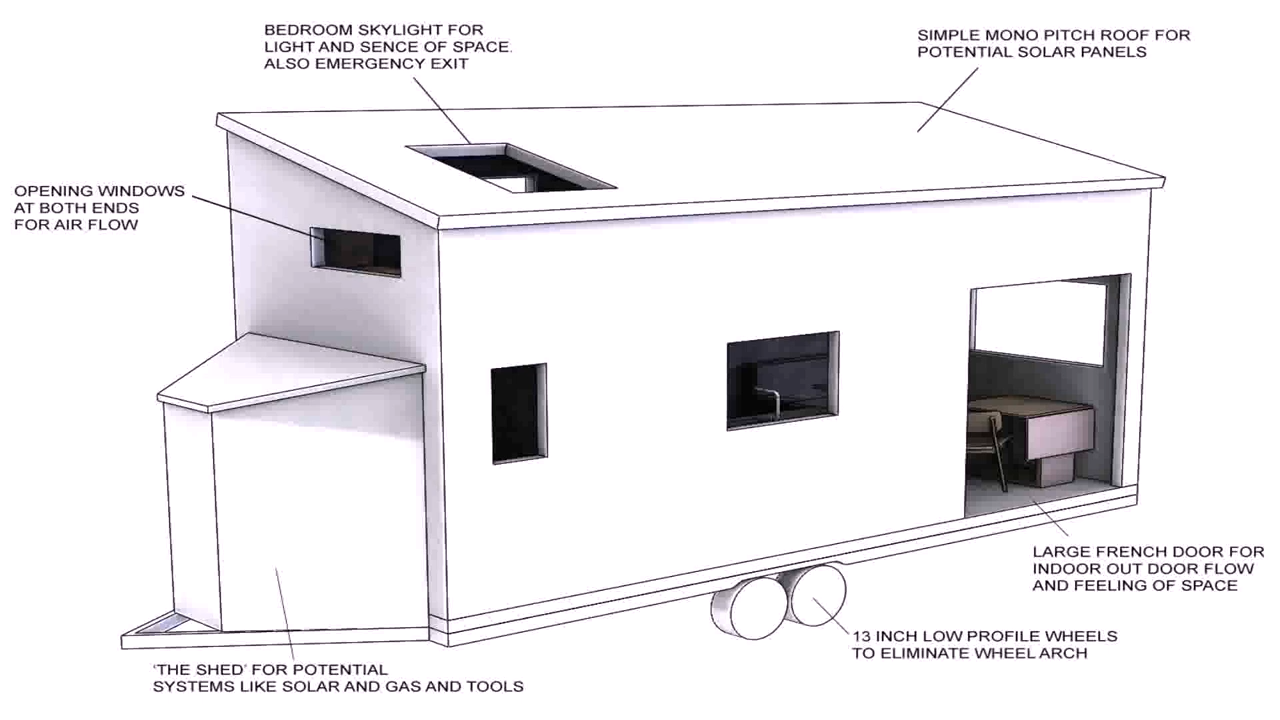 BEDROOM SKYLIGHT FOR
LIGHT AND SENCE OF SPACE.
ALSO EMERGENCY EXIT
SIMPLE MONO PITCH ROOF FOR
POTENTIAL SOLAR PANELS
OPENING WINDOWS
AT BOTH ENDS
FOR AIR FLOW
LARGE FRENCH DOOR FOR
INDOOR OUT DOOR FLOW
AND FEELING OF SPACE
13 INCH LOW PROFILE WHEELS
TO ELIMINATE WHEEL ARCH
'THE SHED' FOR POTENTIAL
SYSTEMS LIKE SOLAR AND GAS AND TOOLS